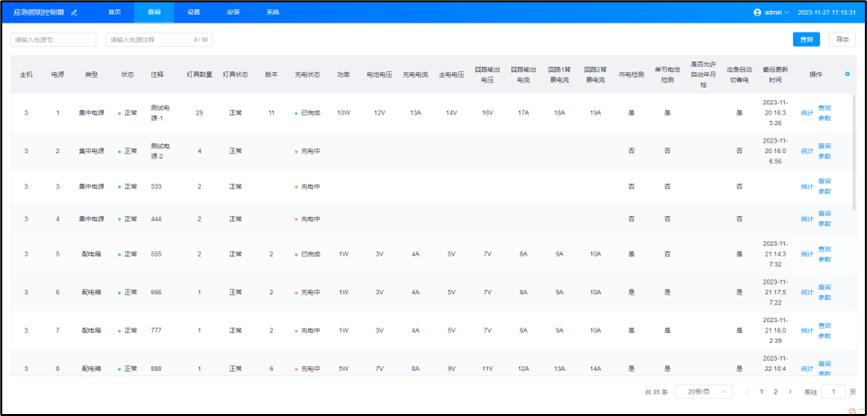 应急照明控制器 首页 查询 设置 安装 系统 admin 2023-11-27 17:15:31
请输入电源号 请输入电源注释 0 / 50 查询 导出
主机 电源 类型 状态 注释 灯具数量 灯具状态 版本 充电状态 功率 电池电压 充电电流 主电电压 回路输出电压 回路输出电流 回路1背景电流 回路2背景电流 市电检测 单节电池检测 是否允许自动年月检 应急自动切备电 最后更新时间 操作
3 1 集中电源 正常 测试电源-1 25 正常 11 已完成 10W 12V 13A 14V 16V 17A 18A 19A 是 是 是 2023-11-20 16:35:26 统计 查询参数
3 2 集中电源 正常 测试电源-2 4 正常 充电中 否 否 否 2023-11-20 16:06:56 统计 查询参数
3 3 集中电源 正常 333 2 正常 充电中 否 否 否 统计 查询参数
3 4 集中电源 正常 444 2 正常 充电中 否 否 否 统计 查询参数
3 5 配电箱 正常 555 2 正常 2 已完成 1W 3V 4A 5V 7V 8A 9A 10A 是 否 是 2023-11-21 14:37:32 统计 查询参数
3 6 配电箱 正常 666 1 正常 2 充电中 1W 3V 4A 5V 7V 8A 9A 10A 是 是 是 2023-11-21 17:57:22 统计 查询参数
3 7 配电箱 正常 777 1 正常 2 充电中 1W 3V 4A 5V 7V 8A 9A 10A 是 是 是 2023-11-21 18:02:39 统计 查询参数
3 8 配电箱 正常 888 1 正常 6 充电中 5W 7V 8A 9V 11V 12A 13A 14A 是 是 是 2023-11-22 10:4 统计 查询参数
共 35 条 20条/页 1 2 前往 1 页